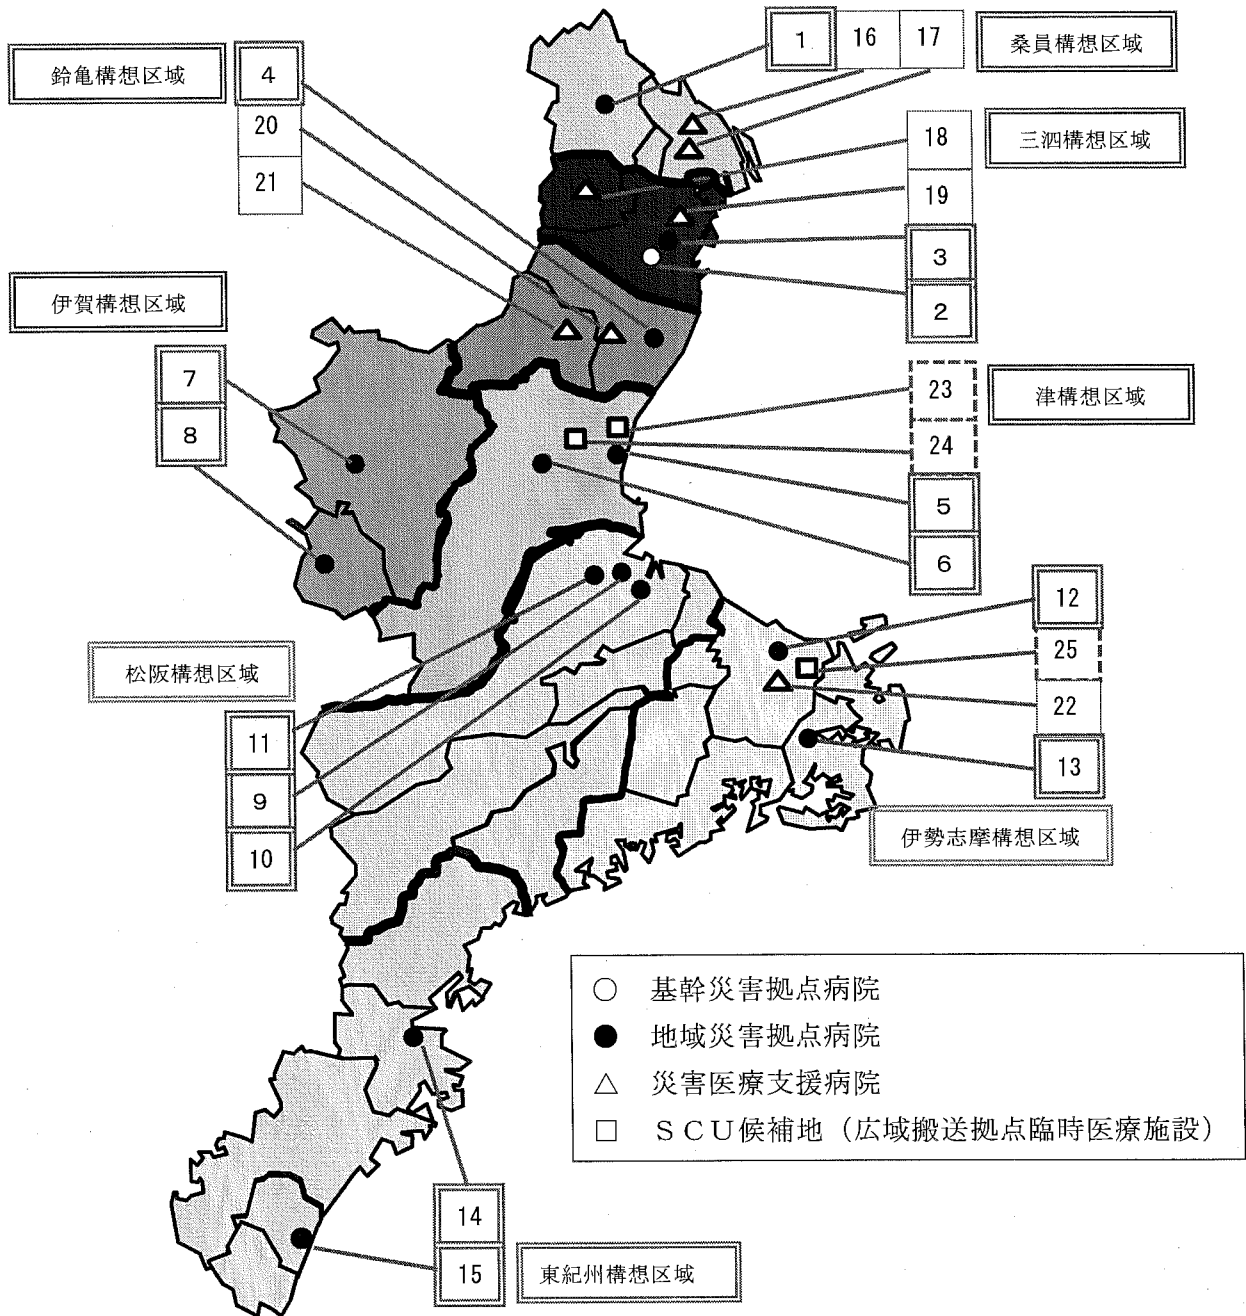 1 16 17 桑員構想区域
鈴亀構想区域 4
20
21
18 三泗構想区域
19
3
2
伊賀構想区域
7
8
23 津構想区域
24
5
6
12
25
22
13
伊勢志摩構想区域
松阪構想区域
11
9
10
○ 基幹災害拠点病院
● 地域災害拠点病院
△ 災害医療支援病院
□ SCU候補地(広域搬送拠点臨時医療施設)
14
15 東紀州構想区域